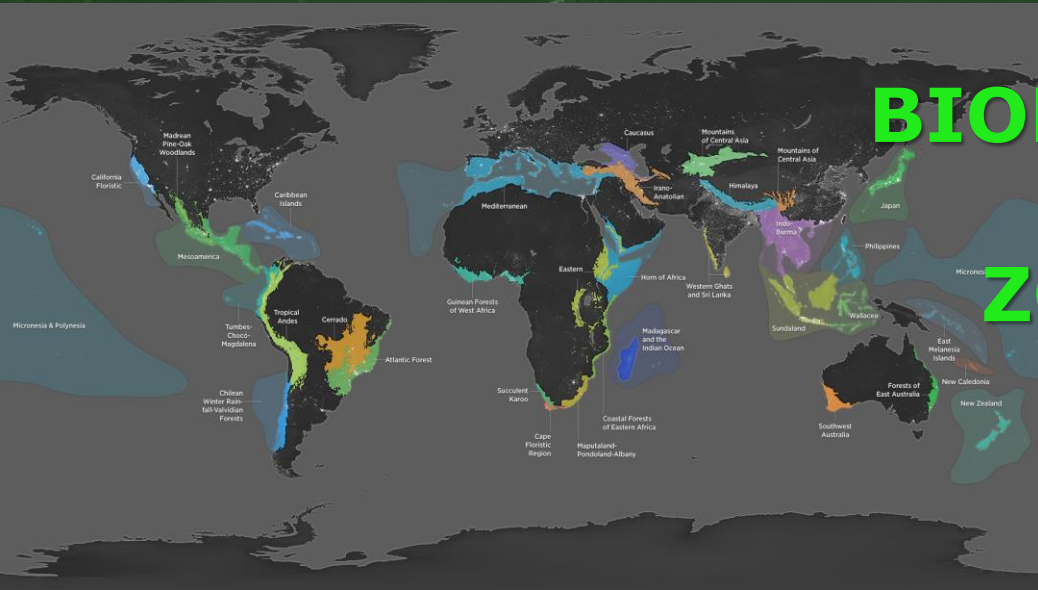 BIO
Z
Madrean
Pine-Oak
Woodlands
California
Floristic
Caribbean
Islands
Mesoamerica
Micronesia & Polynesia
Tumbes-
Choco-
Magdalena
Tropical
Andes
Cerrado
Atlantic Forest
Chilean
Winter Rain-
fall-Valvidian
Forests
Caucasus
Mountains
of Central Asia
Mountains of
Central Asia
Irano-
Anatolian
Himalaya
Mediterranean
Japan
Indo-
Burma
Philippines
Eastern
Horn of Africa
Western Ghats
and Sri Lanka
Micrones
Guinean Forests
of West Africa
Sundaland
Wallacea
Madagascar
and the
Indian Ocean
East
Melanesia
Islands
New Caledonia
Succulent
Karoo
Forests of
East Australia
New Zealand
Coastal Forests
of Eastern Africa
Southwest
Australia
Cape
Floristic
Region
Maputaland-
Pondoland-Albany